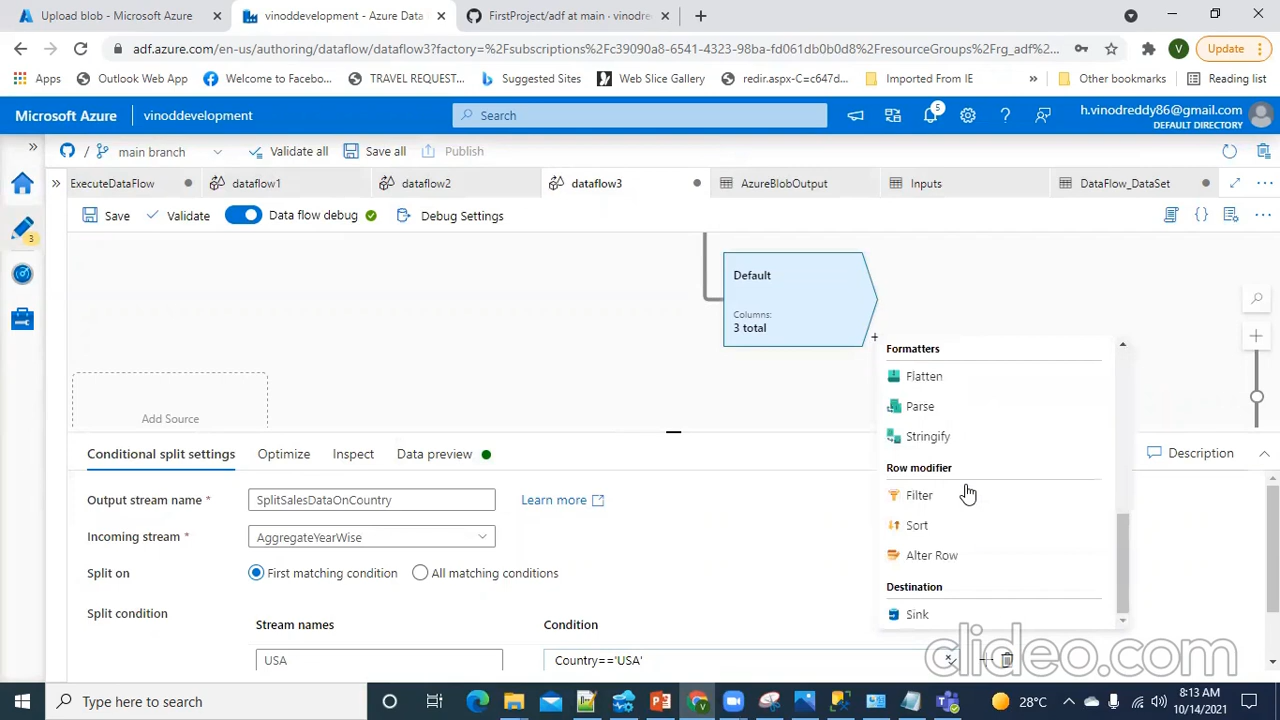 Upload blob - Microsoft Azure
vinoddevelopment - Azure Data
FirstProject/adf at main · vinodre
adf.azure.com/en-us/authoring/dataflow/dataflow3?factory=%2Fsubscriptions%2Fc39090a8-6541-4323-98ba-fd061db0b0d8%2FresourceGroups%2Frg_adf%2...
V
Update
Apps
Outlook Web App
Welcome to Facebo...
TRAVEL REQUEST...
Suggested Sites
Web Slice Gallery
redir.aspx-C=c647d...
Imported From IE
»
Other bookmarks
Reading list
Microsoft Azure
vinoddevelopment
Search
5
h.vinodreddy86@gmail.com
DEFAULT DIRECTORY
/ main branch
Validate all
Save all
Publish
ExecuteDataFlow
dataflow1
dataflow2
dataflow3
AzureBlobOutput
Inputs
DataFlow_DataSet
3
Save
Validate
Data flow debug
Debug Settings
Default
Columns:
3 total
Add Source
Formatters
Flatten
Parse
Stringify
Row modifier
Filter
Sort
Alter Row
Destination
Sink
Conditional split settings
Optimize
Inspect
Data preview
Description
Output stream name *
SplitSalesDataOnCountry
Learn more
Incoming stream *
AggregateYearWise
Split on
First matching condition
All matching conditions
Split condition
Stream names
Condition
USA
Country=='USA'
clideo.com
Type here to search
28°C
8:13 AM
10/14/2021